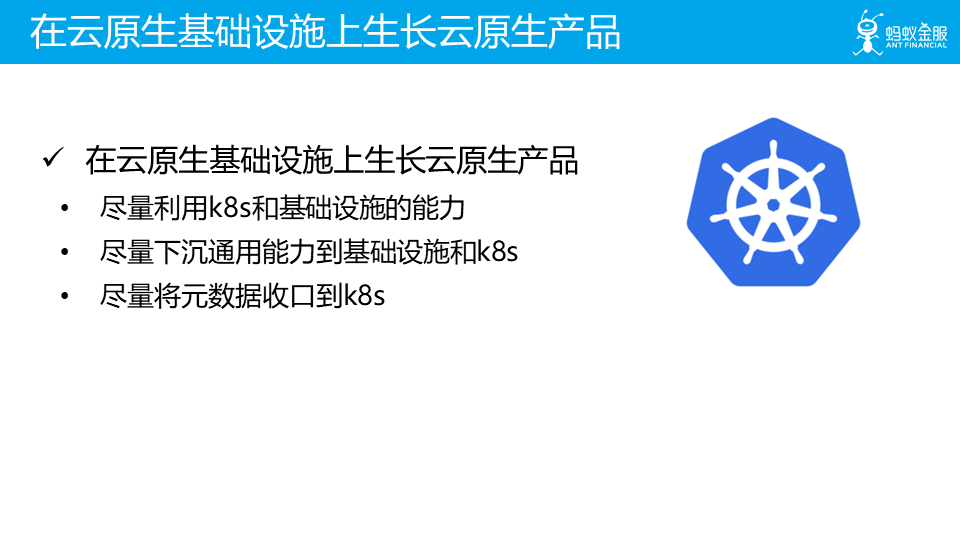 在云原生基础设施上生长云原生产品
蚂蚁金服
ANT FINANCIAL
✓ 在云原生基础设施上生长云原生产品
• 尽量利用k8s和基础设施的能力
• 尽量下沉通用能力到基础设施和k8s
• 尽量将元数据收口到k8s